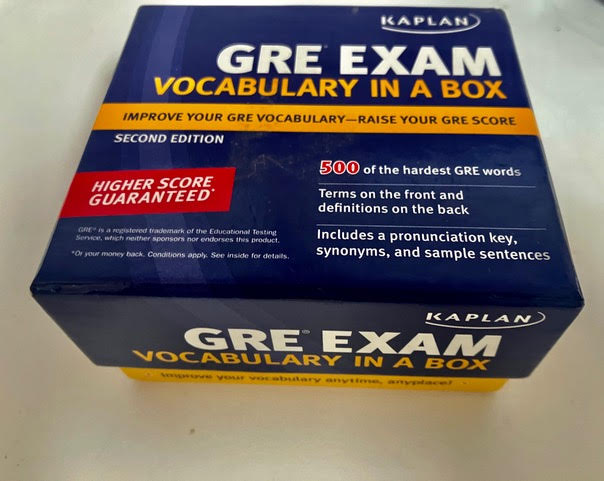 KAPLAN
GRE® EXAM
VOCABULARY IN A BOX
IMPROVE YOUR GRE VOCABULARY—RAISE YOUR GRE SCORE
SECOND EDITION
HIGHER SCORE
GUARANTEED*
500 of the hardest GRE words
Terms on the front and
definitions on the back
Includes a pronunciation key,
synonyms, and sample sentences
GRE® is a registered trademark of the Educational Testing
Service, which neither sponsors nor endorses this product.
*Or your money back. Conditions apply. See inside for details.
KAPLAN
GRE® EXAM
VOCABULARY IN A BOX
Improve your vocabulary anytime, anyplace!